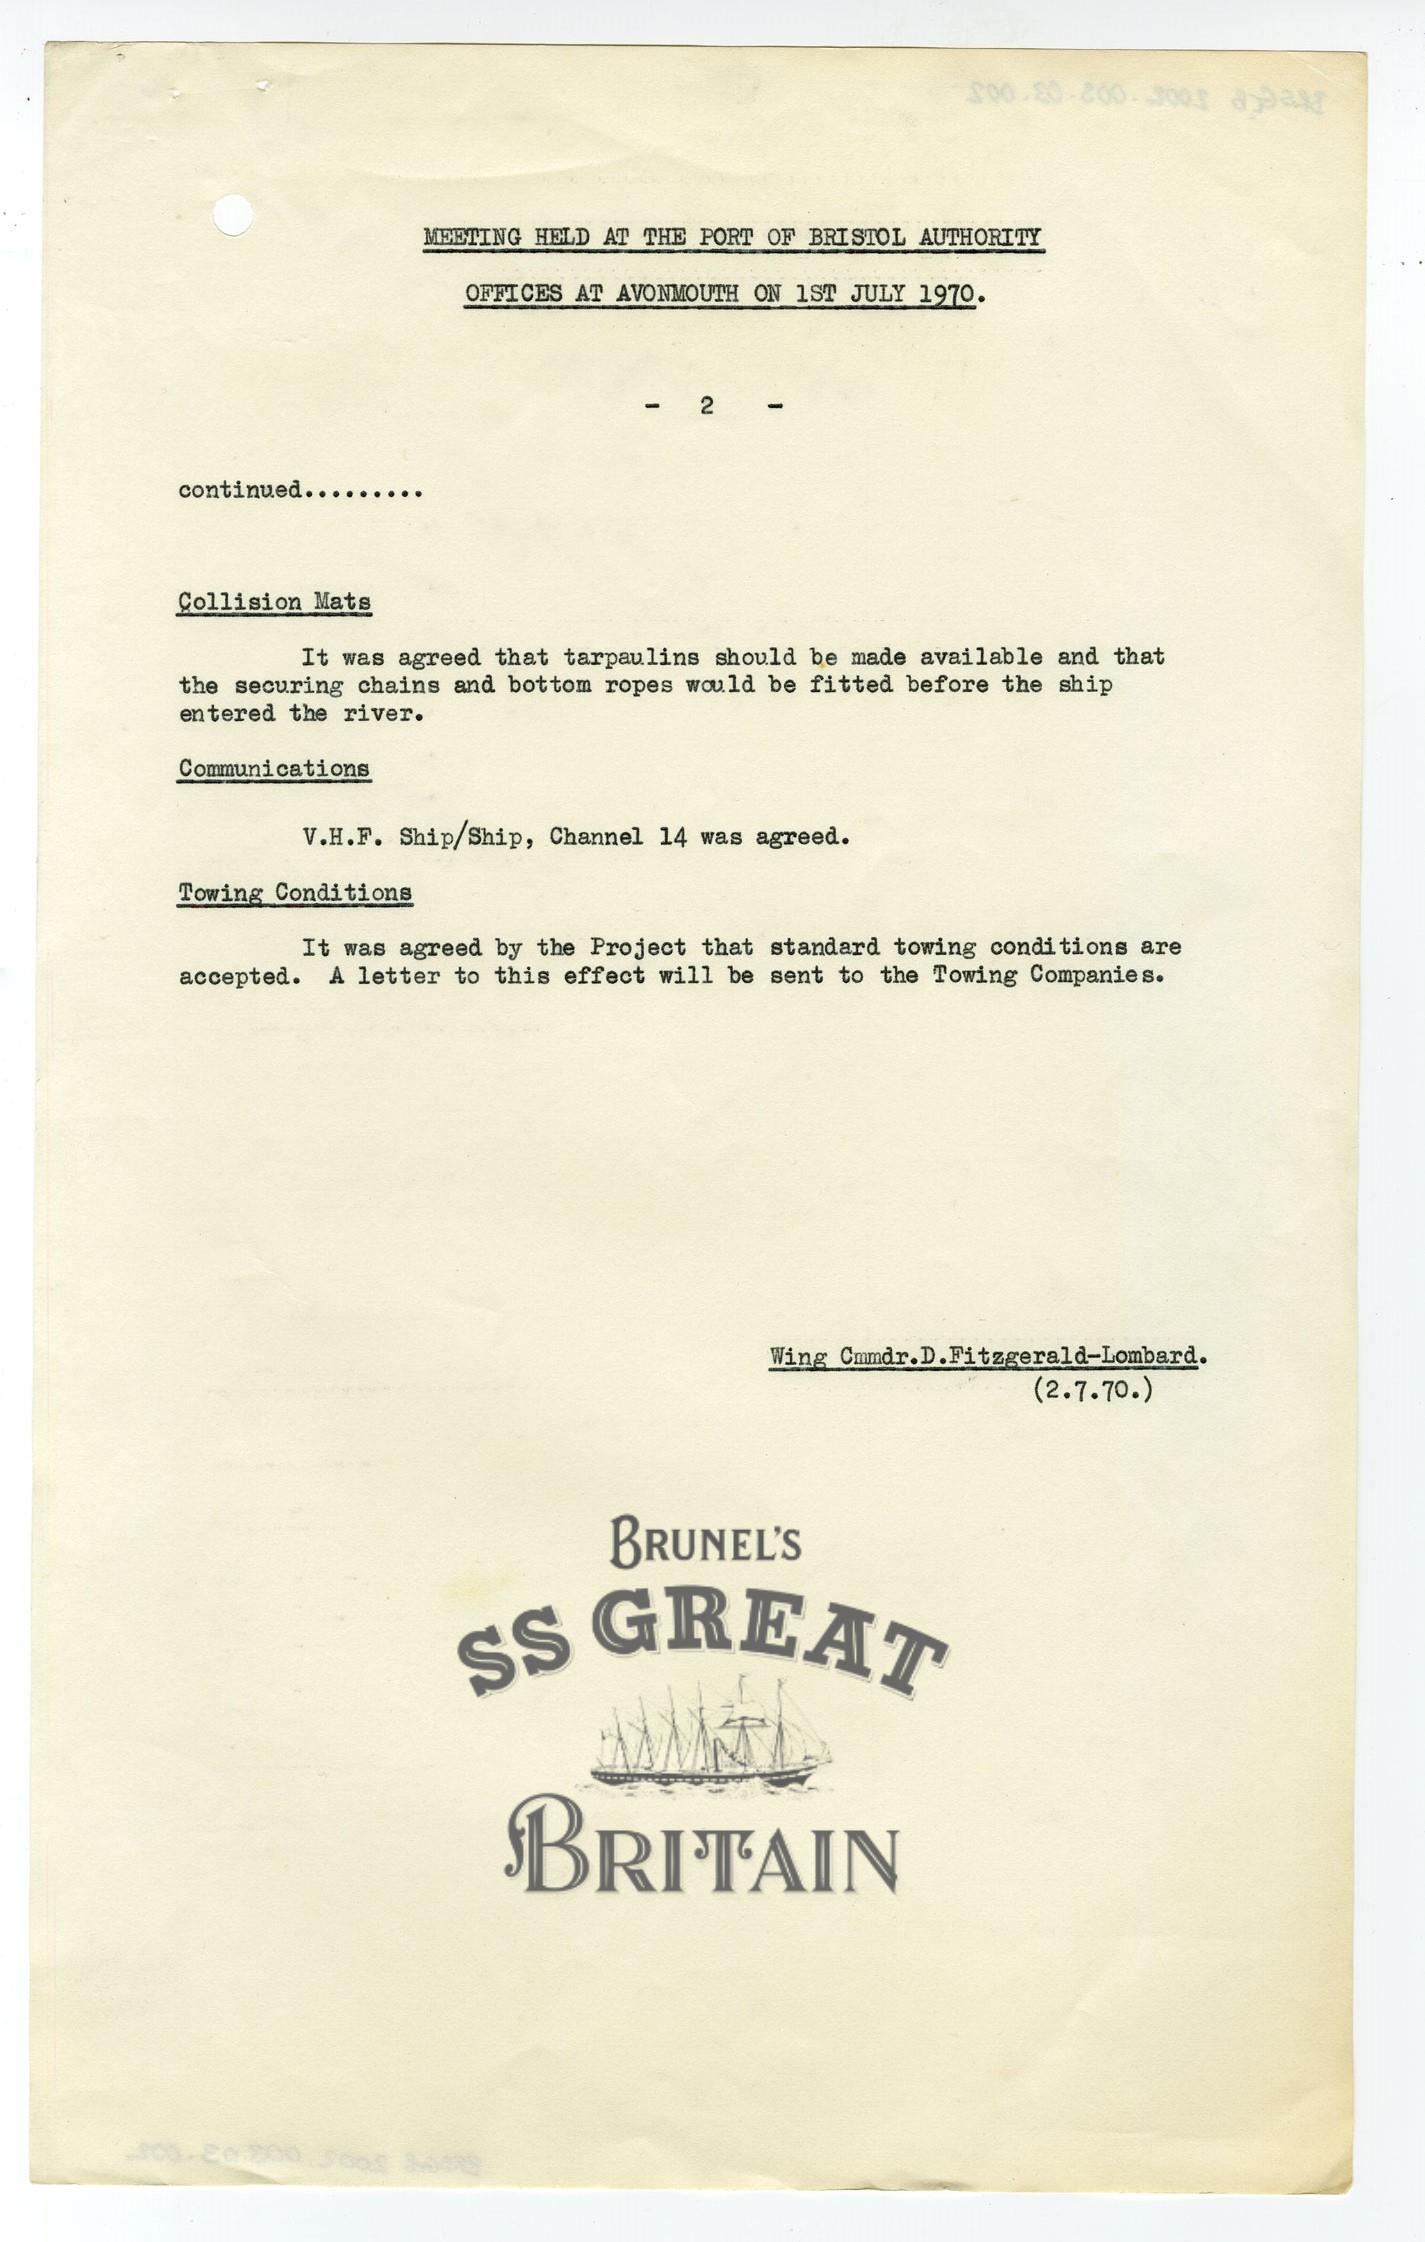 MEETING HELD AT THE PORT OF BRISTOL AUTHORITY
OFFICES AT AVONMOUTH ON 1ST JULY 1970.
- 2 -
continued.........
Collision Mats
It was agreed that tarpaulins should be made available and that
the securing chains and bottom ropes would be fitted before the ship
entered the river.
Communications
V.H.F. Ship/Ship, Channel 14 was agreed.
Towing Conditions
It was agreed by the Project that standard towing conditions are
accepted. A letter to this effect will be sent to the Towing Companies.
Wing Cmmdr.D.Fitzgerald-Lombard.
(2.7.70.)
BRUNEL'S
SS GREAT
BRITAIN